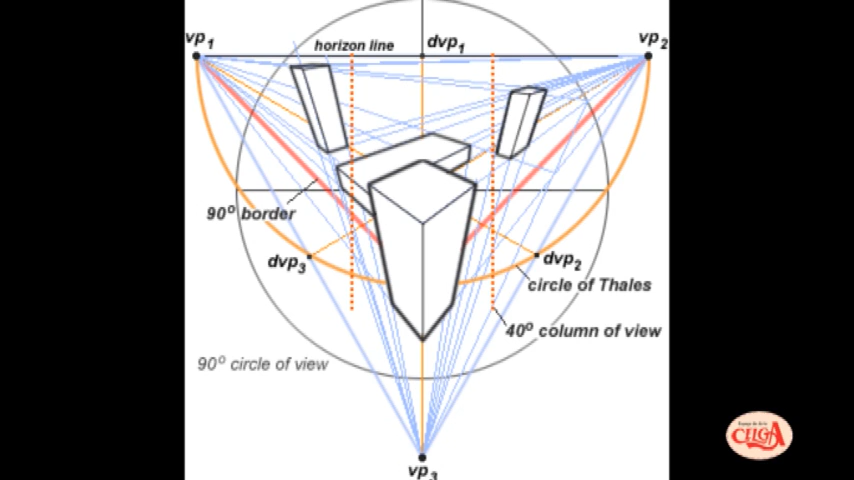 vp1
horizon line
dvp1
vp2
90° border
dvp3
dvp2
circle of Thales
40° column of view
90° circle of view
vp3
CELGA